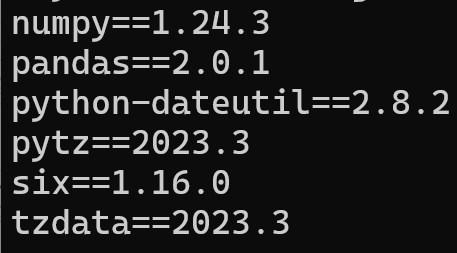 numpy==1.24.3
pandas==2.0.1
python-dateutil==2.8.2
pytz==2023.3
six==1.16.0
tzdata==2023.3